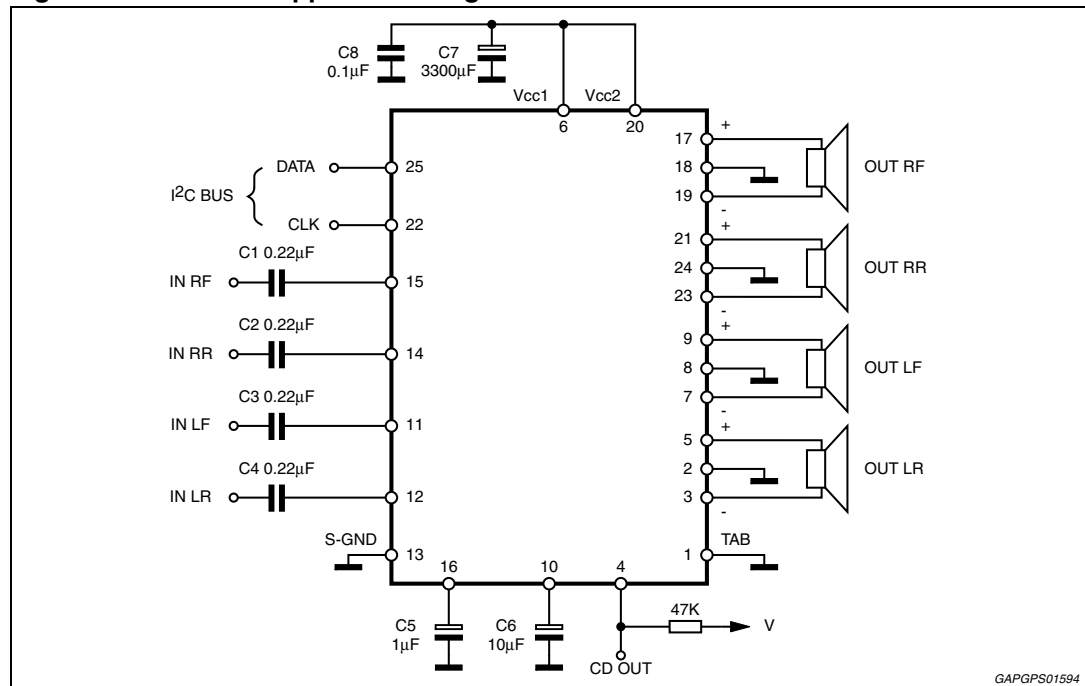 C8
0.1μF
C7
3300μF
Vcc1
Vcc2
6
20
I2C BUS
DATA
25
CLK
22
C1 0.22μF
IN RF
15
C2 0.22μF
IN RR
14
C3 0.22μF
IN LF
11
C4 0.22μF
IN LR
12
S-GND
13
17
+
18
19
-
OUT RF
21
+
24
23
-
OUT RR
9
+
8
7
-
OUT LF
5
+
2
3
-
OUT LR
1
TAB
16
10
4
C5
1μF
C6
10μF
47K
V
CD OUT
GAPGPS01594